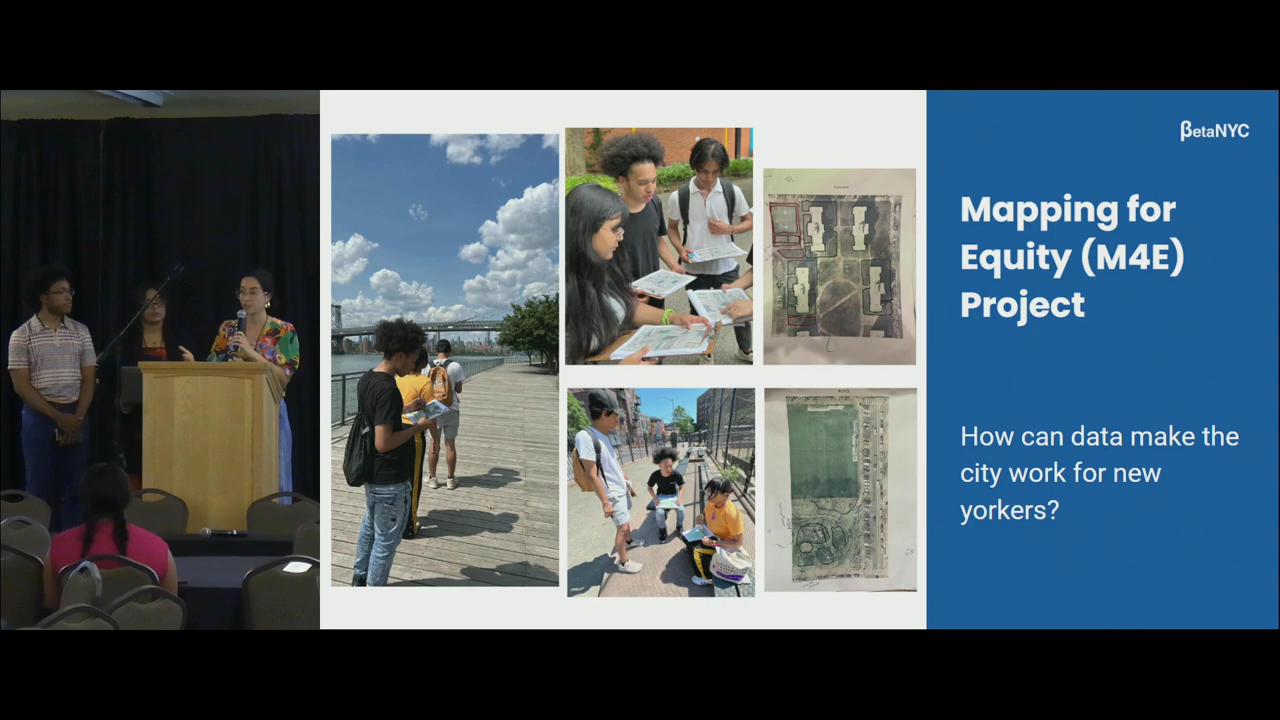 βetaNYC
Mapping for
Equity (M4E)
Project
How can data make the
city work for new
yorkers?